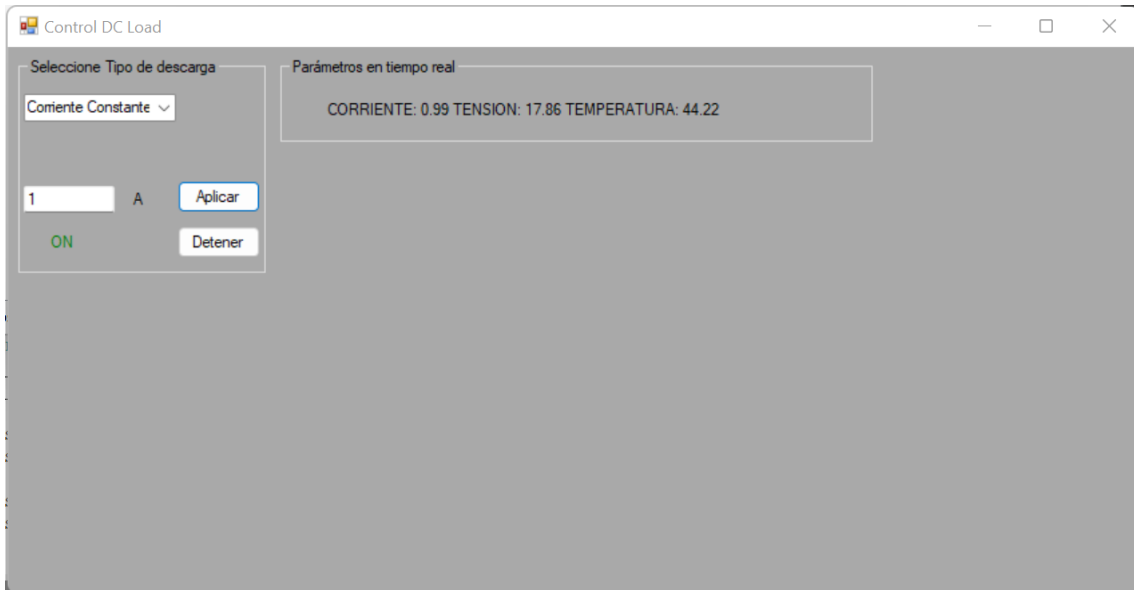 Control DC Load
Seleccione Tipo de descarga
Corriente Constante
1 A Aplicar
ON Detener
Parámetros en tiempo real
CORRIENTE: 0.99 TENSION: 17.86 TEMPERATURA: 44.22